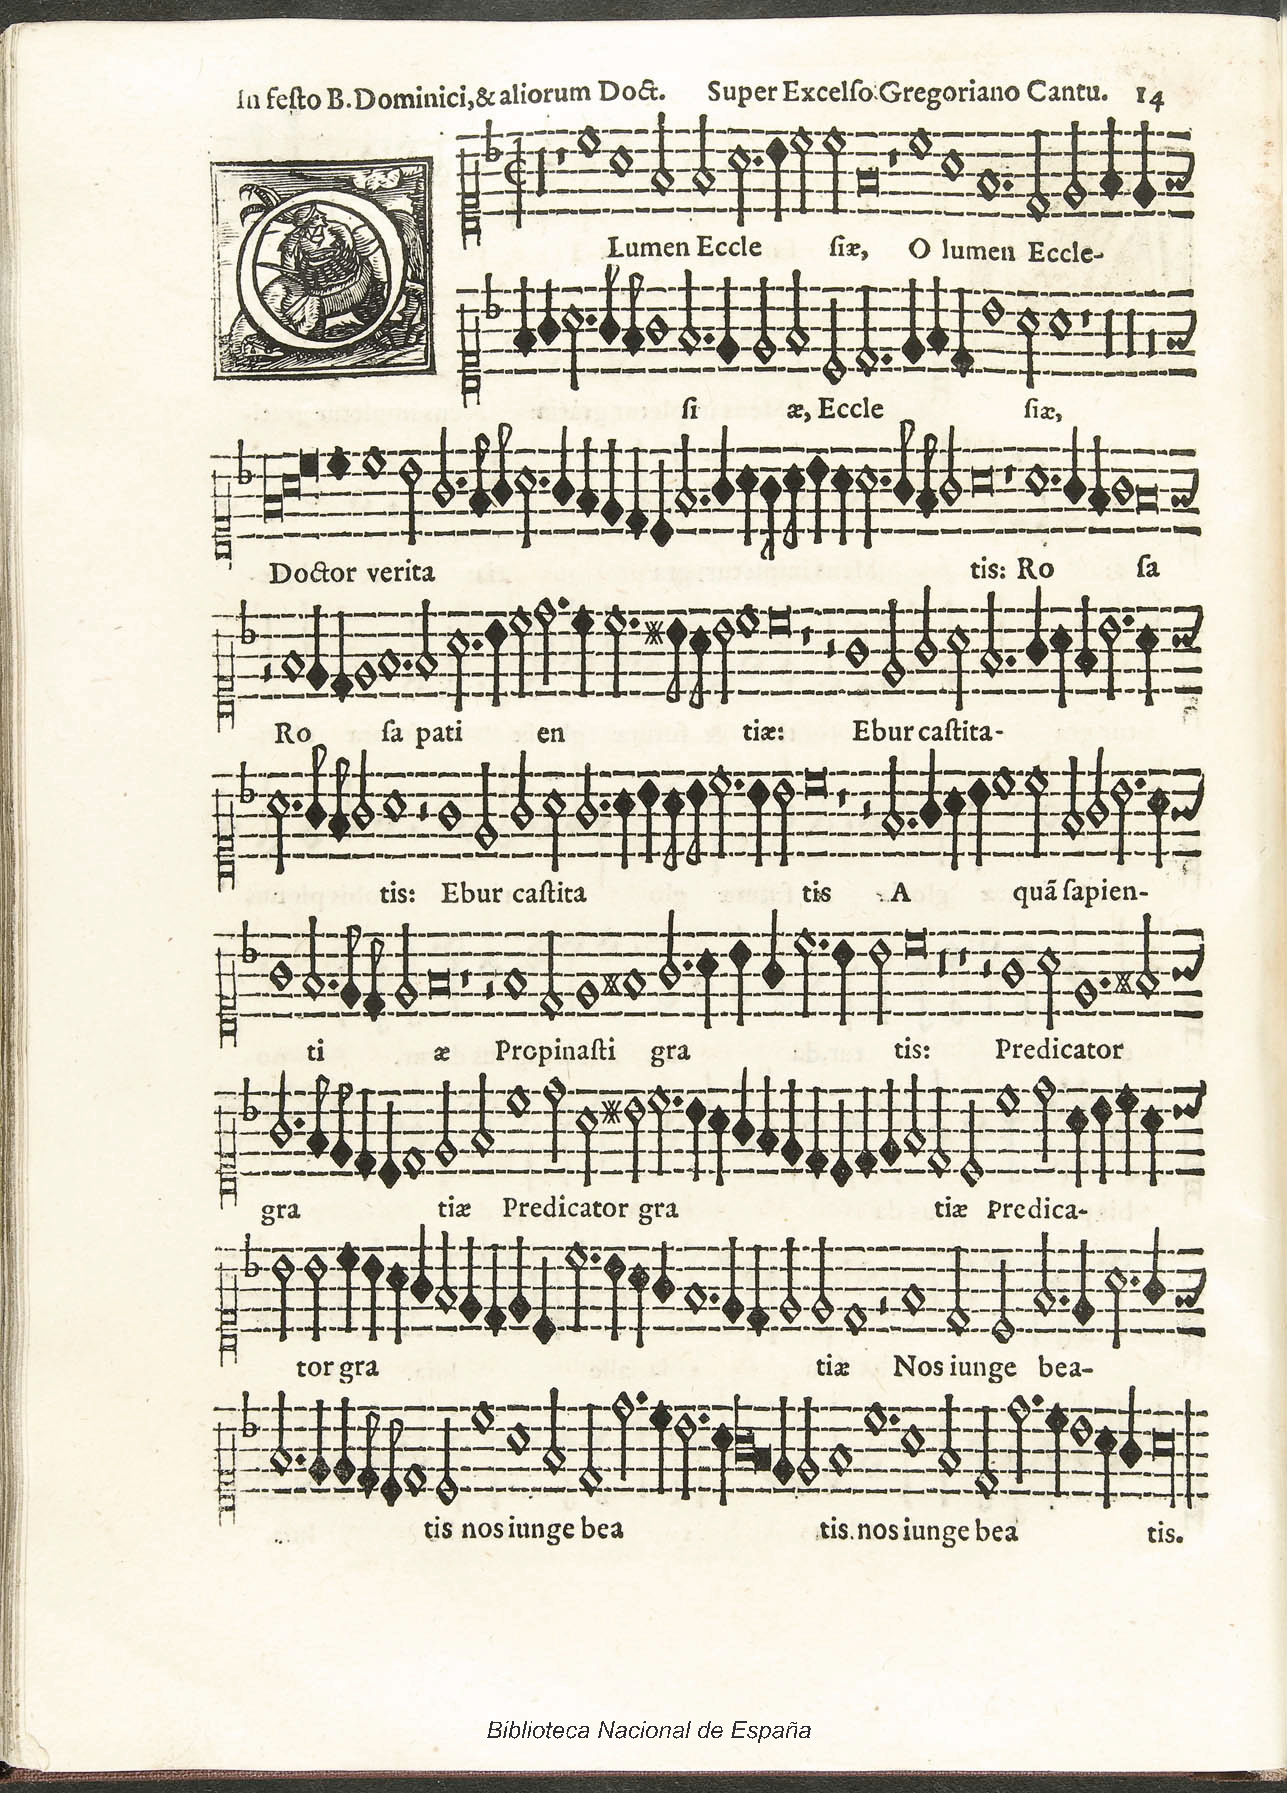 In festo B. Dominici, & aliorum Doct. Super Excelso Gregoriano Cantu. 14
O Lumen Eccle siæ, O lumen Eccle-
si æ, Eccle siæ,
Doctor verita tis: Ro sa
Ro sa pati en tiæ: Ebur castita-
tis: Ebur castita tis A quã sapien-
ti æ Propinasti gra tis: Predicator
gra tiæ Predicator gra tiæ Predica-
tor gra tiæ Nos iunge bea-
tis nos iunge bea tis. nos iunge bea tis.
Biblioteca Nacional de España